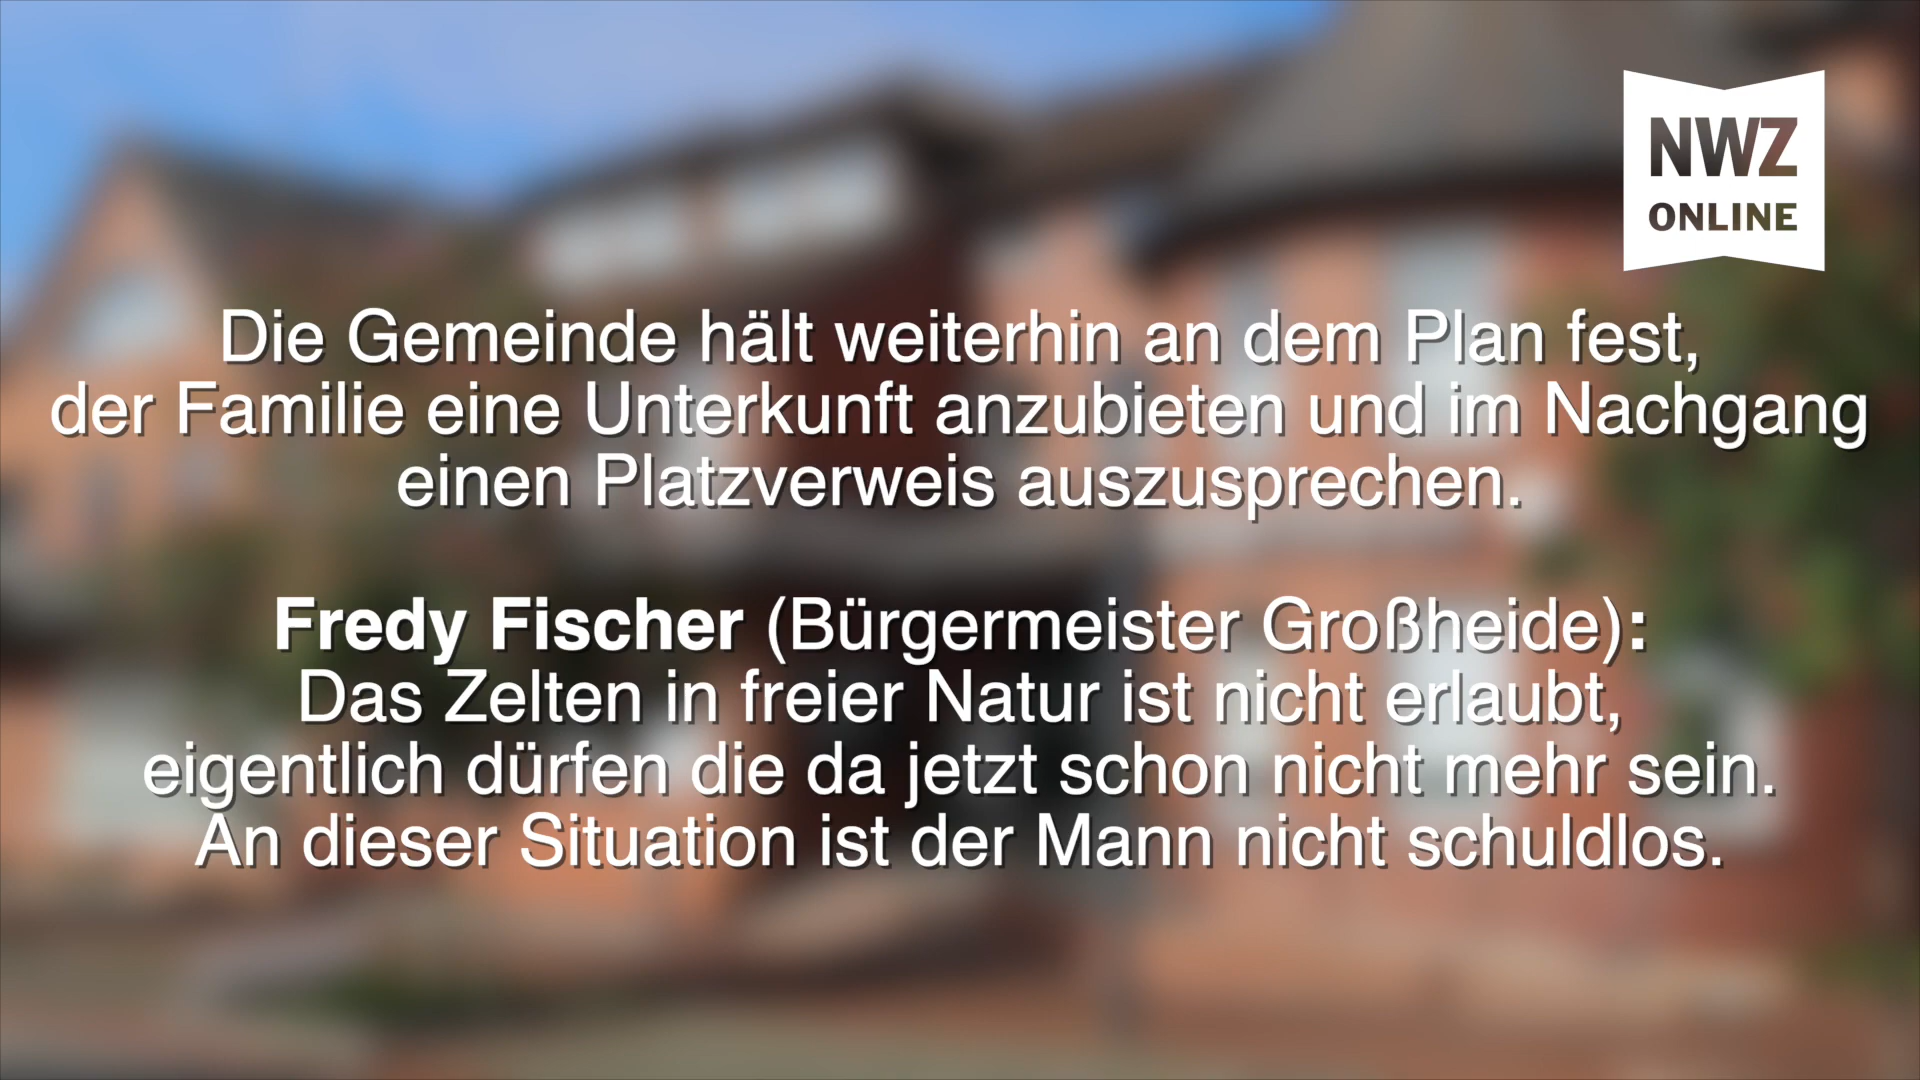 NWZ
ONLINE
Die Gemeinde hält weiterhin an dem Plan fest,
der Familie eine Unterkunft anzubieten und im Nachgang
einen Platzverweis auszusprechen.
Fredy Fischer (Bürgermeister Großheide):
Das Zelten in freier Natur ist nicht erlaubt,
eigentlich dürfen die da jetzt schon nicht mehr sein.
An dieser Situation ist der Mann nicht schuldlos.